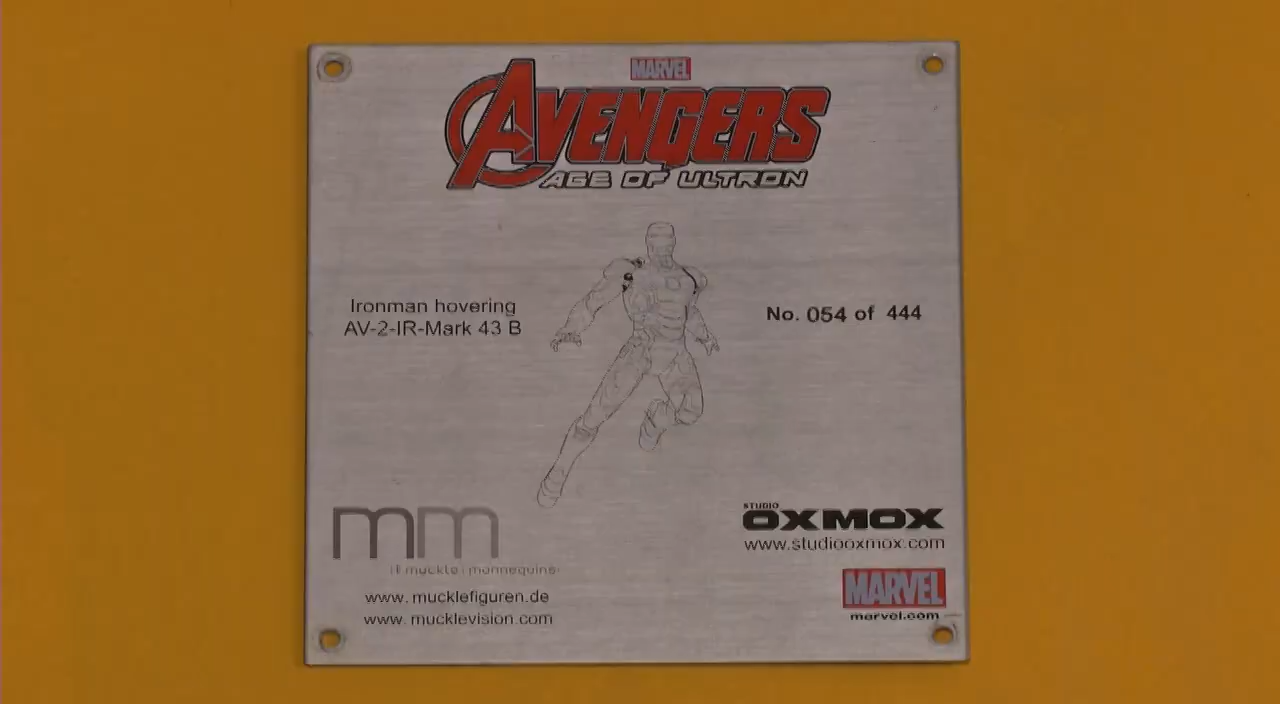 MARVEL
AVENGERS
AGE OF ULTRON
Ironman hovering
AV-2-IR-Mark 43 B
No. 054 of 444
mm
muckle mannequins
www.mucklefiguren.de
www.mucklevision.com
STUDIO
OXMOX
www.studiooxmox.com
MARVEL
marvel.com